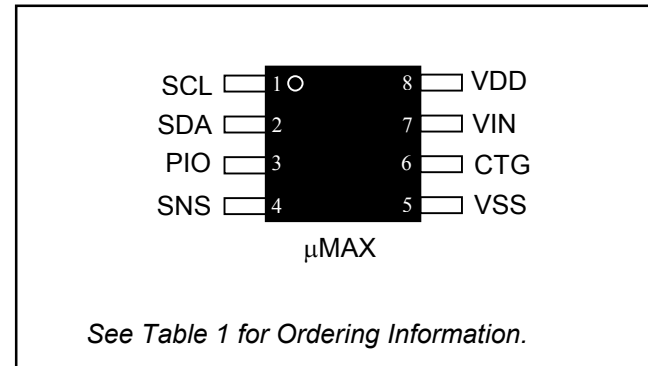 SCL 1 8 VDD
SDA 2 7 VIN
PIO 3 6 CTG
SNS 4 5 VSS
μMAX
See Table 1 for Ordering Information.